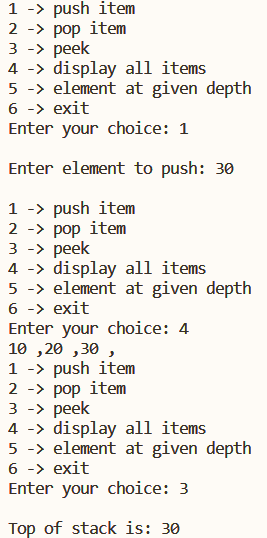 1 -> push item
2 -> pop item
3 -> peek
4 -> display all items
5 -> element at given depth
6 -> exit
Enter your choice: 1
Enter element to push: 30
1 -> push item
2 -> pop item
3 -> peek
4 -> display all items
5 -> element at given depth
6 -> exit
Enter your choice: 4
10 ,20 ,30 ,
1 -> push item
2 -> pop item
3 -> peek
4 -> display all items
5 -> element at given depth
6 -> exit
Enter your choice: 3
Top of stack is: 30